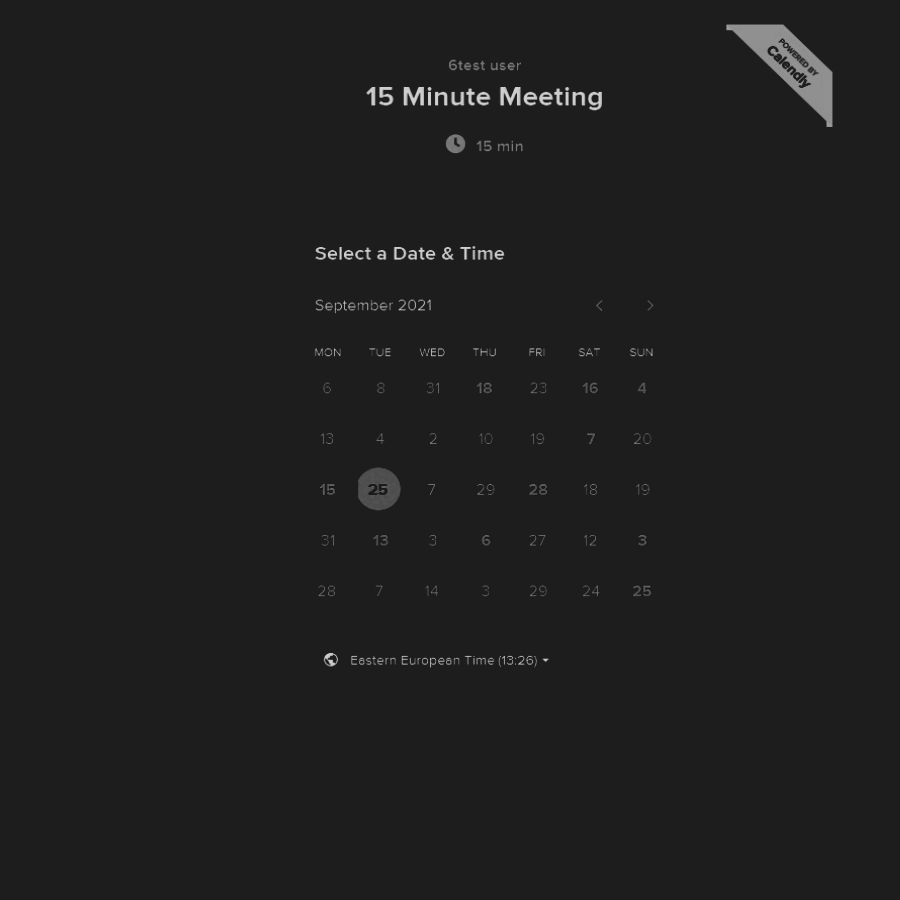 POWERED BY
Calendly
6test user
15 Minute Meeting
15 min
Select a Date & Time
September 2021
MON TUE WED THU FRI SAT SUN
6 8 31 18 23 16 4
13 4 2 10 19 7 20
15 25 7 29 28 18 19
31 13 3 6 27 12 3
28 7 14 3 29 24 25
Eastern European Time (13:26)